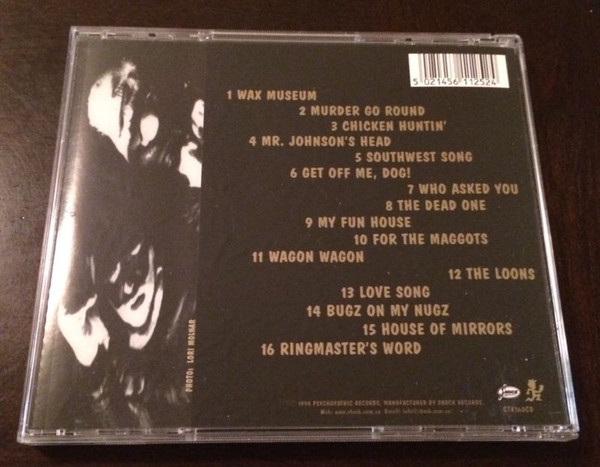 5 021456 112524
1 WAX MUSEUM
2 MURDER GO ROUND
3 CHICKEN HUNTIN'
4 MR. JOHNSON'S HEAD
5 SOUTHWEST SONG
6 GET OFF ME, DOG!
7 WHO ASKED YOU
8 THE DEAD ONE
9 MY FUN HOUSE
10 FOR THE MAGGOTS
11 WAGON WAGON
12 THE LOONS
13 LOVE SONG
14 BUGZ ON MY NUGZ
15 HOUSE OF MIRRORS
16 RINGMASTER'S WORD
PHOTO: LORI MOLNAR
PSYCHOPATHIC RECORDS, MANUFACTURED BY SHOCK RECORDS.